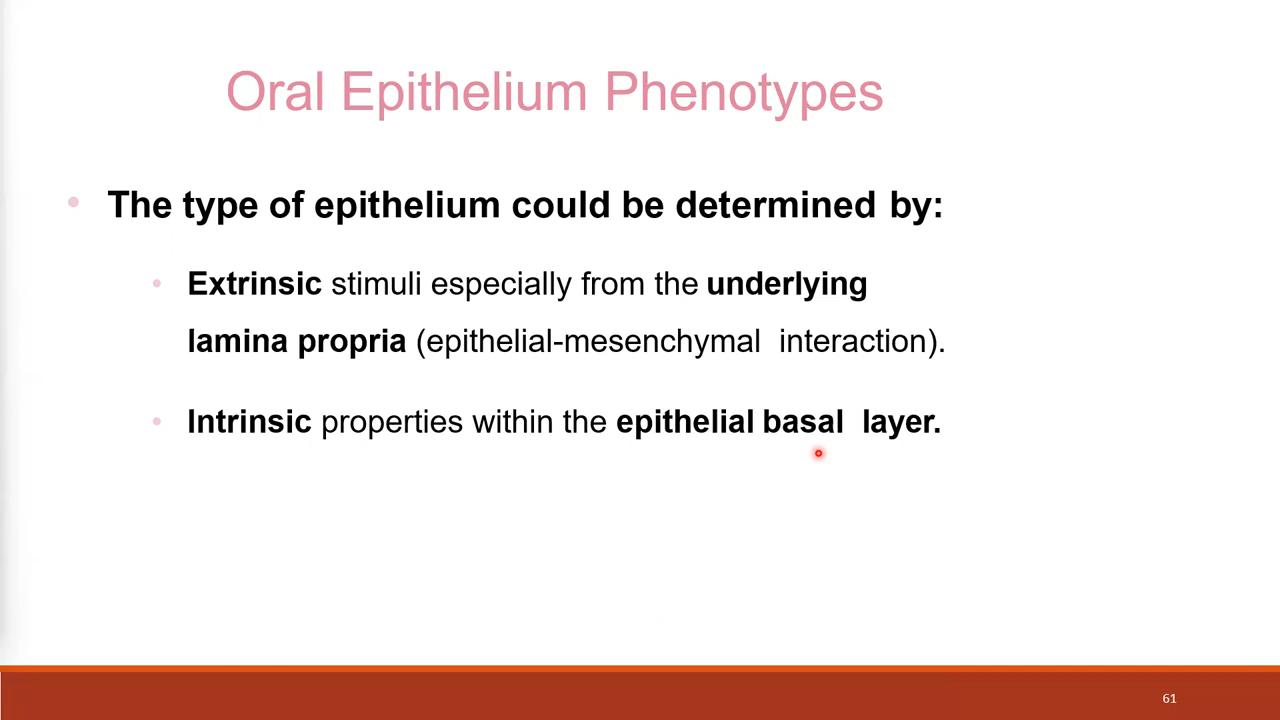 Oral Epithelium Phenotypes
• The type of epithelium could be determined by:
• Extrinsic stimuli especially from the underlying
lamina propria (epithelial-mesenchymal interaction).
• Intrinsic properties within the epithelial basal layer.
61